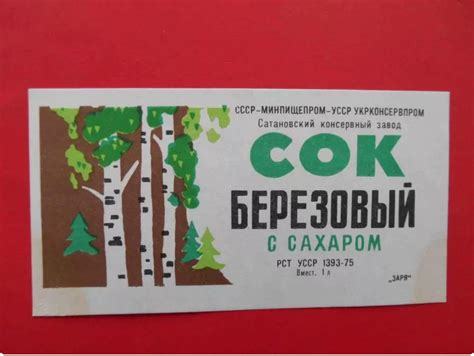 СССР-МИНПИЩЕПРОМ-УССР УКРКОНСЕРВПРОМ
Сатановский консервный завод
СОК
БЕРЕЗОВЫЙ
С САХАРОМ
РСТ УССР 1393-75
Вмест. 1 л
„ЗАРЯ"